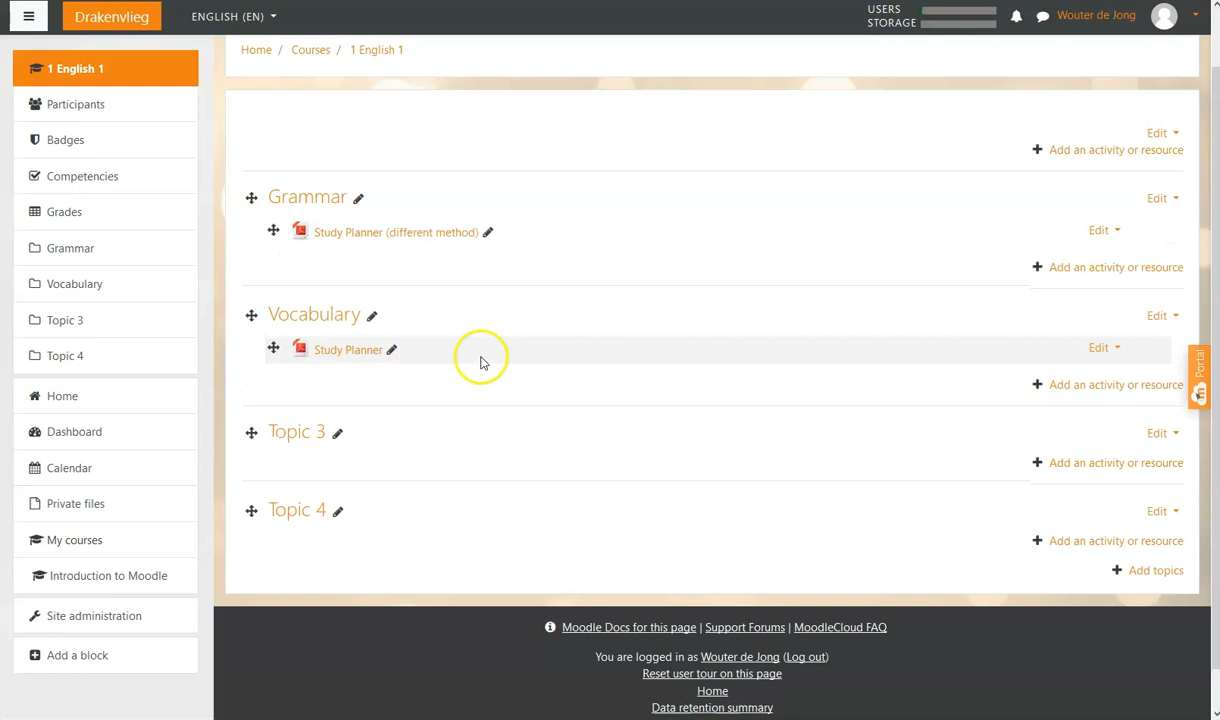 Drakenvlieg
ENGLISH (EN)
USERS
STORAGE
Wouter de Jong
1 English 1
Participants
Badges
Competencies
Grades
Grammar
Vocabulary
Topic 3
Topic 4
Home
Dashboard
Calendar
Private files
My courses
Introduction to Moodle
Site administration
Add a block
Home / Courses / 1 English 1
Edit
Add an activity or resource
Grammar
Edit
Study Planner (different method)
Edit
Add an activity or resource
Vocabulary
Edit
Study Planner
Edit
Add an activity or resource
Topic 3
Edit
Add an activity or resource
Topic 4
Edit
Add an activity or resource
Add topics
Portal
Moodle Docs for this page | Support Forums | MoodleCloud FAQ
You are logged in as Wouter de Jong (Log out)
Reset user tour on this page
Home
Data retention summary